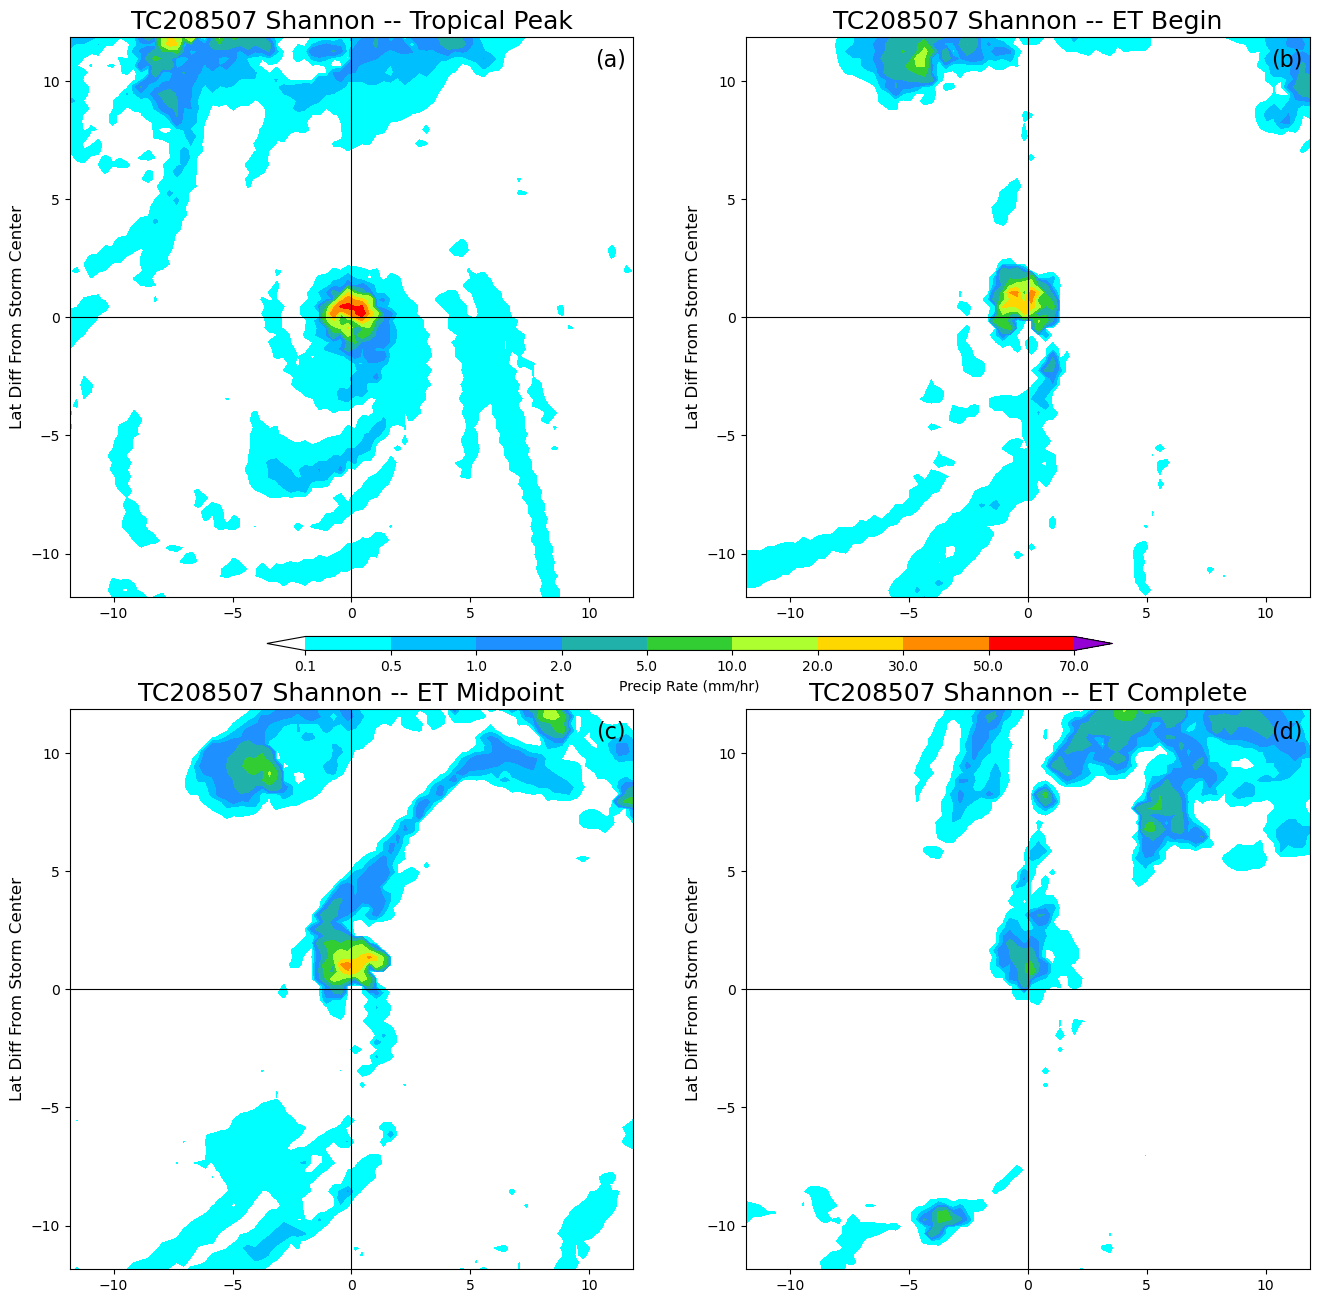 TC208507 Shannon -- Tropical Peak
TC208507 Shannon -- ET Begin
(a)
(b)
Lat Diff From Storm Center
Lat Diff From Storm Center
10
5
0
−5
−10
10
5
0
−5
−10
−10 −5 0 5 10
−10 −5 0 5 10
0.1 0.5 1.0 2.0 5.0 10.0 20.0 30.0 50.0 70.0
Precip Rate (mm/hr)
TC208507 Shannon -- ET Midpoint
TC208507 Shannon -- ET Complete
(c)
(d)
Lat Diff From Storm Center
Lat Diff From Storm Center
10
5
0
−5
−10
10
5
0
−5
−10
−10 −5 0 5 10
−10 −5 0 5 10